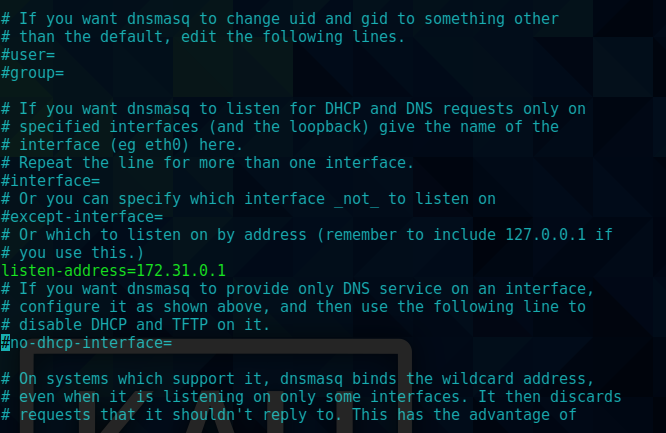 # If you want dnsmasq to change uid and gid to something other
# than the default, edit the following lines.
#user=
#group=
# If you want dnsmasq to listen for DHCP and DNS requests only on
# specified interfaces (and the loopback) give the name of the
# interface (eg eth0) here.
# Repeat the line for more than one interface.
#interface=
# Or you can specify which interface _not_ to listen on
#except-interface=
# Or which to listen on by address (remember to include 127.0.0.1 if
# you use this.)
listen-address=172.31.0.1
# If you want dnsmasq to provide only DNS service on an interface,
# configure it as shown above, and then use the following line to
# disable DHCP and TFTP on it.
#no-dhcp-interface=
# On systems which support it, dnsmasq binds the wildcard address,
# even when it is listening on only some interfaces. It then discards
# requests that it shouldn't reply to. This has the advantage of